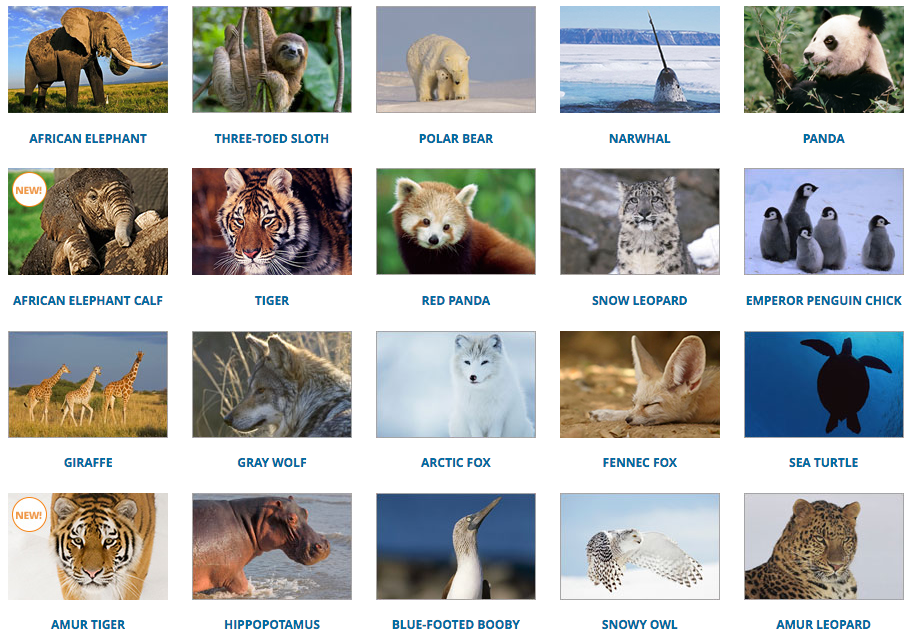 AFRICAN ELEPHANT
THREE-TOED SLOTH
POLAR BEAR
NARWHAL
PANDA
NEW!
AFRICAN ELEPHANT CALF
TIGER
RED PANDA
SNOW LEOPARD
EMPEROR PENGUIN CHICK
GIRAFFE
GRAY WOLF
ARCTIC FOX
FENNEC FOX
SEA TURTLE
NEW!
AMUR TIGER
HIPPOPOTAMUS
BLUE-FOOTED BOOBY
SNOWY OWL
AMUR LEOPARD